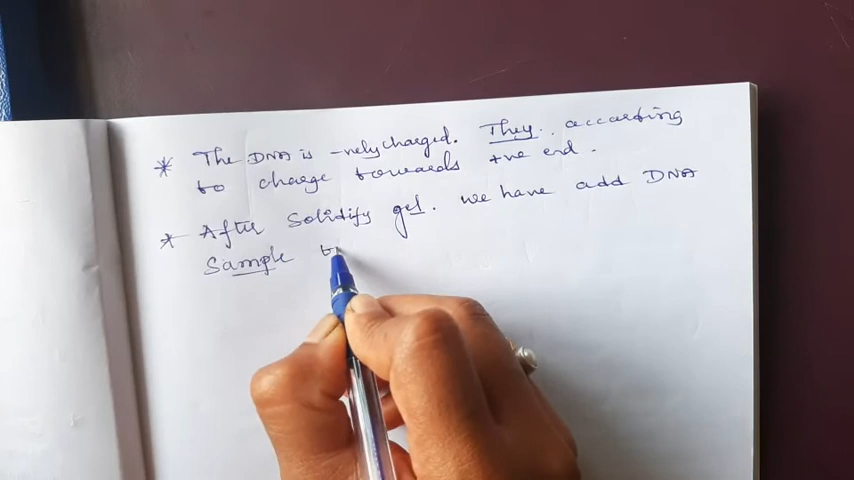 * The DNA is -vely charged. They.. according
to charge towards +ve end.
* After Solidify gel. we have add DNA
Sample